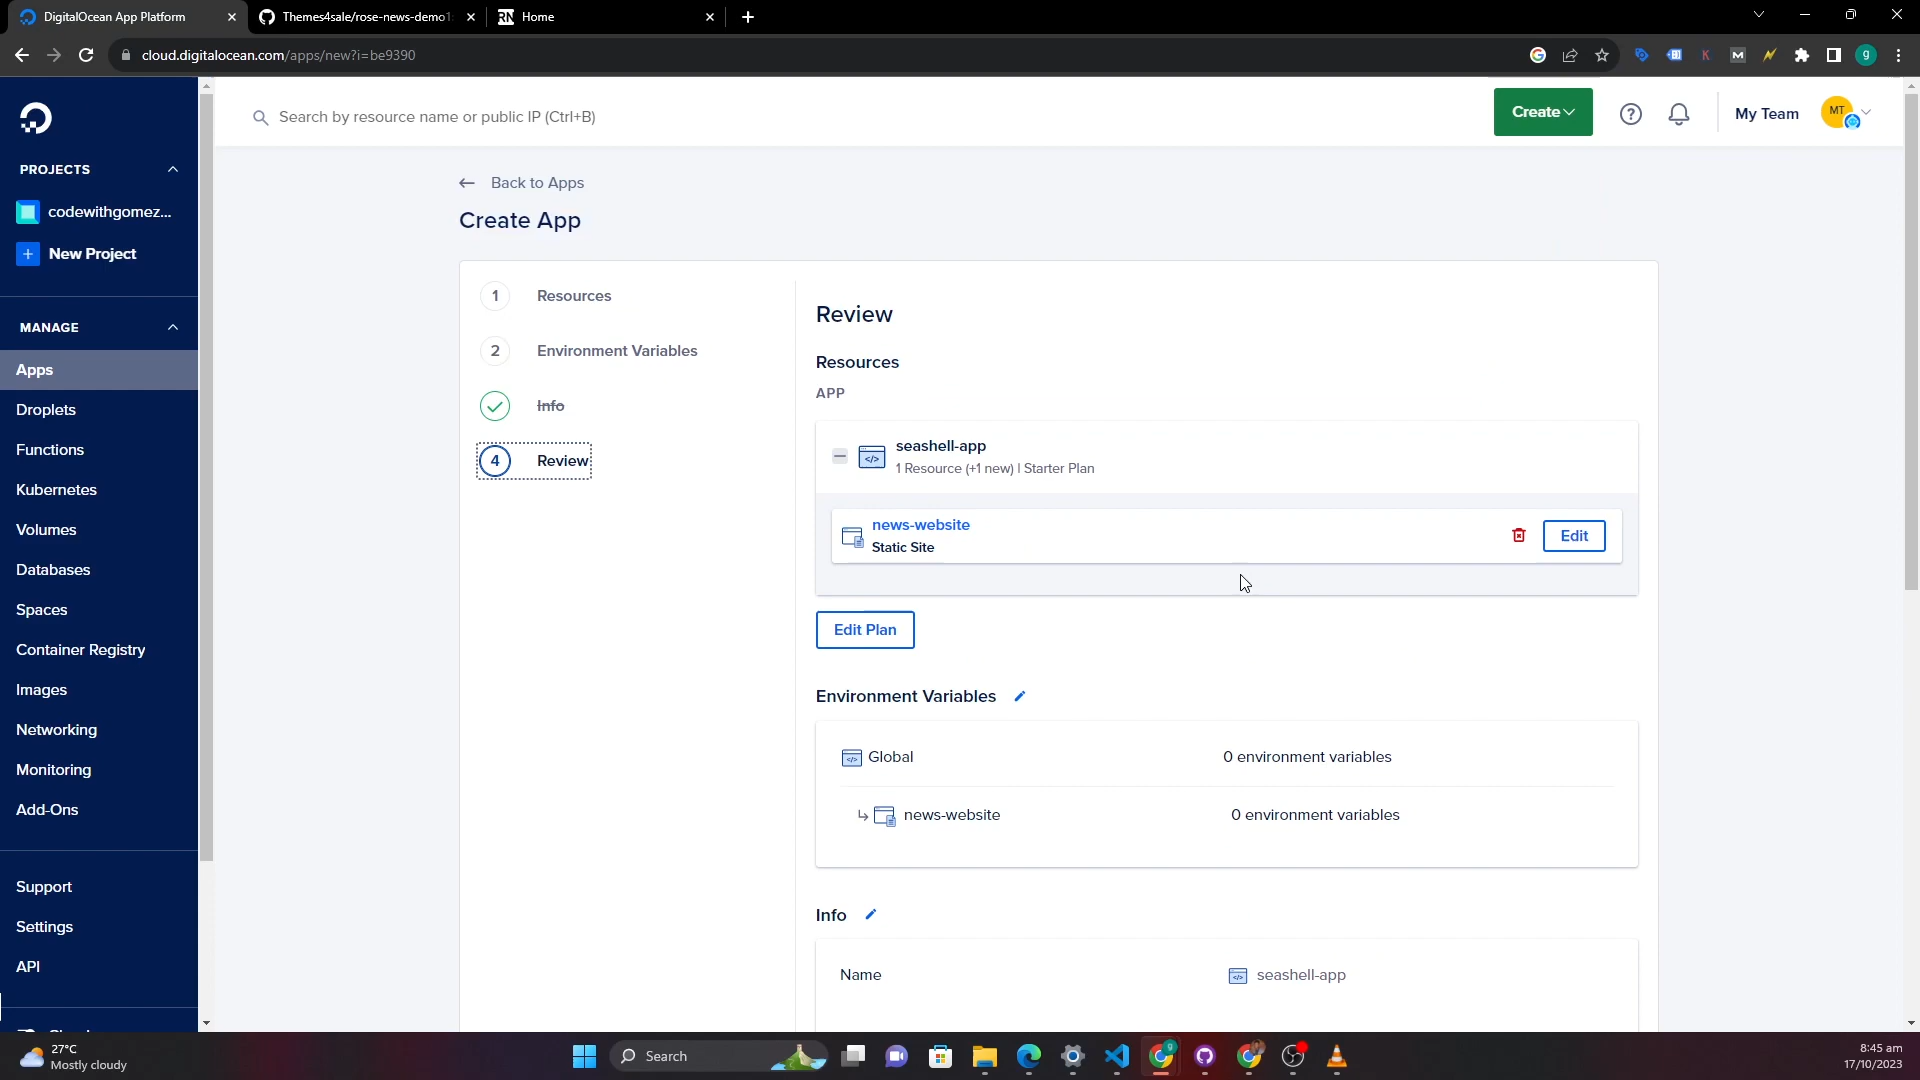 DigitalOcean App Platform
Themes4sale/rose-news-demo1
RN Home
cloud.digitalocean.com/apps/new?i=be9390
K
M
g
Search by resource name or public IP (Ctrl+B)
Create
?
My Team
MT
PROJECTS
codewithgomez...
+ New Project
MANAGE
Apps
Droplets
Functions
Kubernetes
Volumes
Databases
Spaces
Container Registry
Images
Networking
Monitoring
Add-Ons
Support
Settings
API
← Back to Apps
Create App
1 Resources
2 Environment Variables
Info
4 Review
Review
Resources
APP
seashell-app
1 Resource (+1 new) | Starter Plan
news-website
Static Site
Edit
Edit Plan
Environment Variables
Global 0 environment variables
news-website 0 environment variables
Info
Name seashell-app
27°C
Mostly cloudy
Search
9
8:45 am
17/10/2023